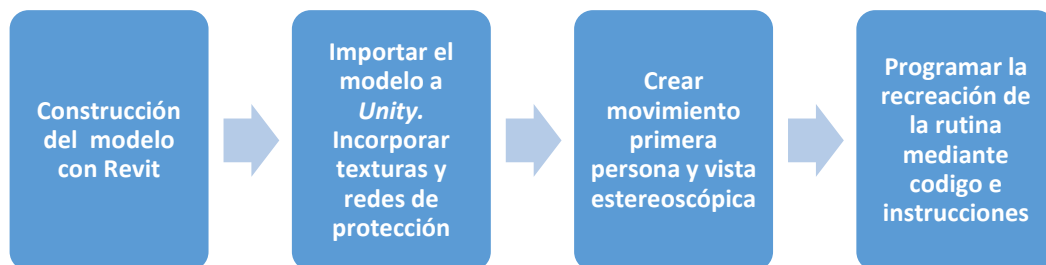 Construcción
del modelo
con Revit
Importar el
modelo a
Unity.
Incorporar
texturas y
redes de
protección
Crear
movimiento
primera
persona y vista
estereoscópica
Programar la
recreación de
la rutina
mediante
codigo e
instrucciones